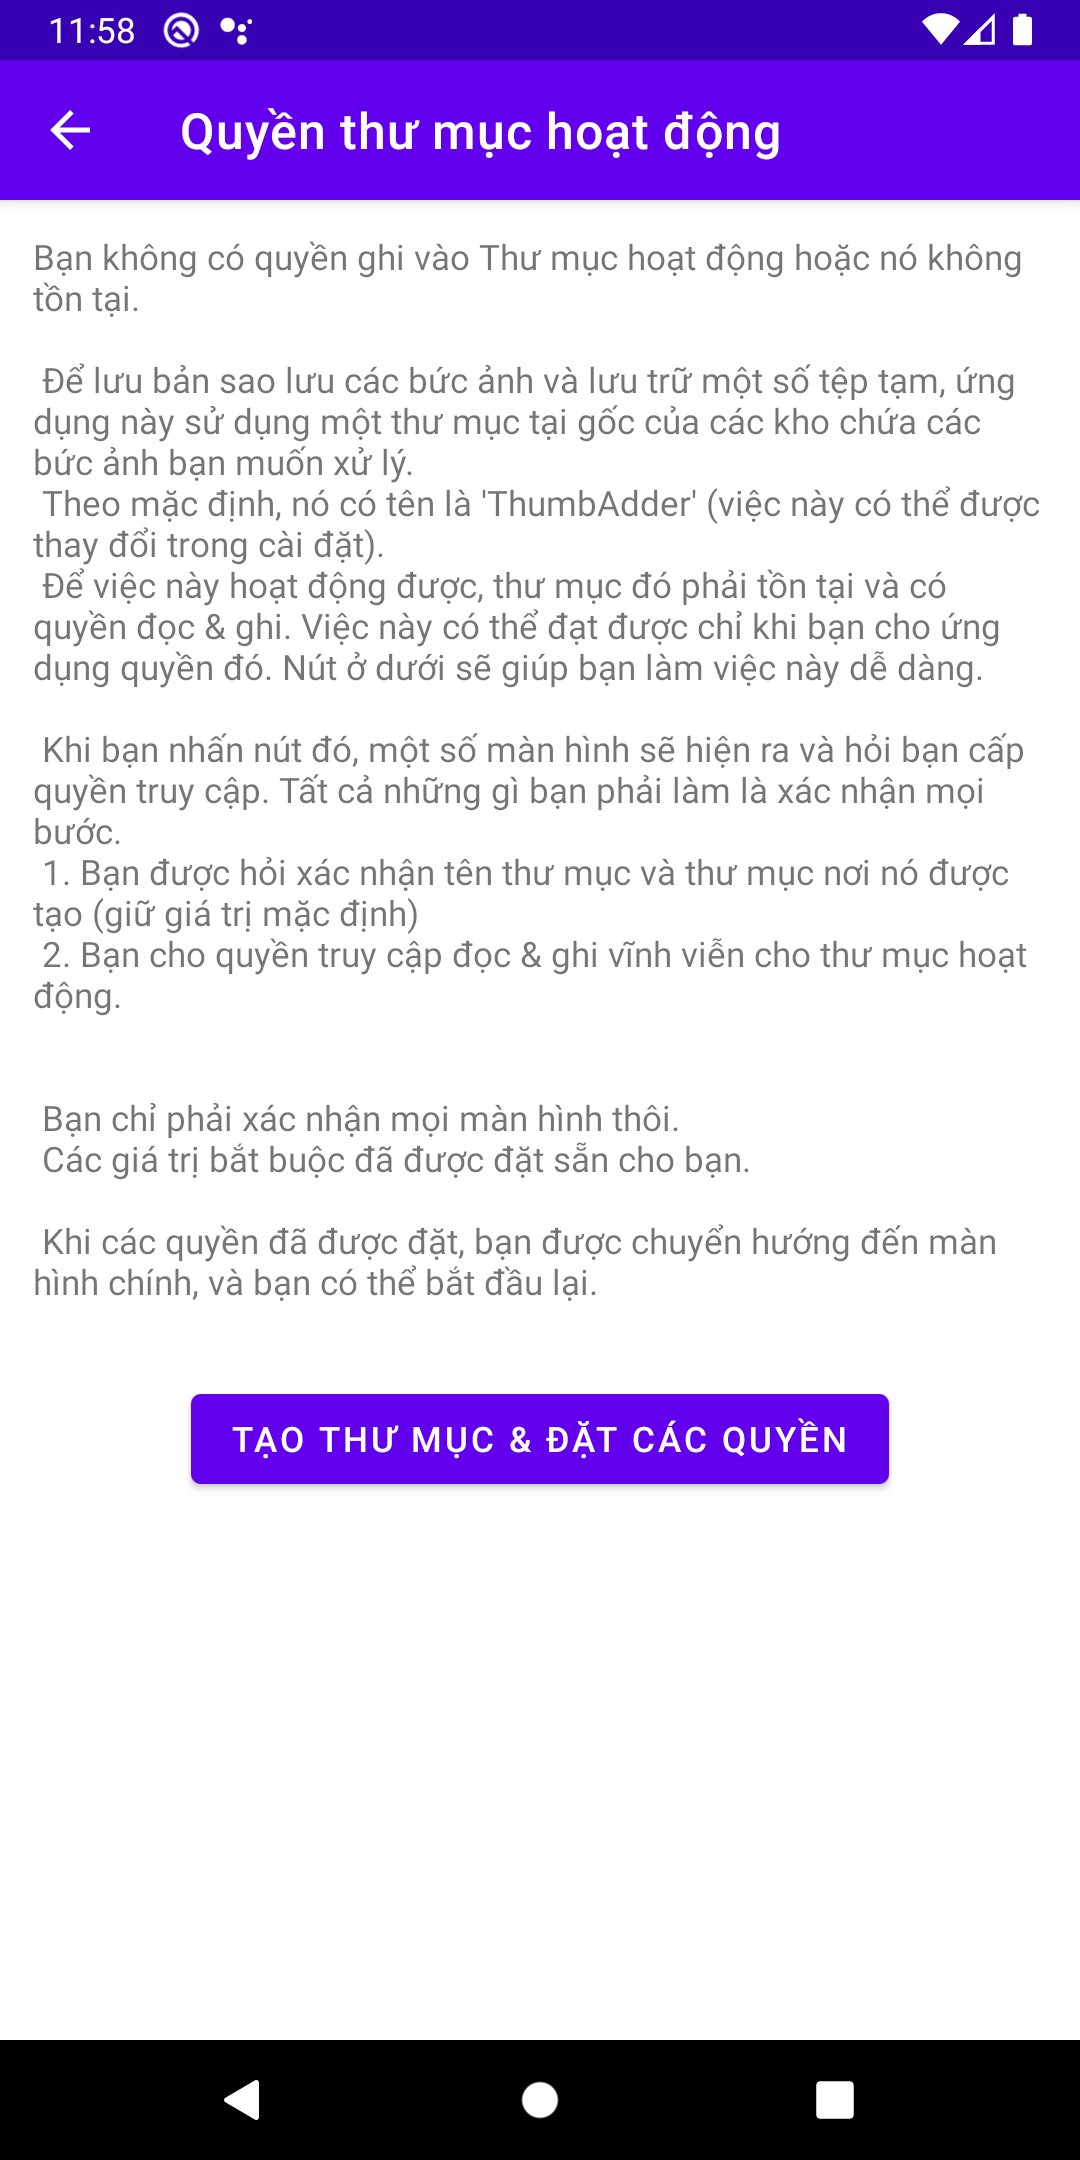 11:58
Quyền thư mục hoạt động
Bạn không có quyền ghi vào Thư mục hoạt động hoặc nó không
tồn tại.
Để lưu bản sao lưu các bức ảnh và lưu trữ một số tệp tạm, ứng
dụng này sử dụng một thư mục tại gốc của các kho chứa các
bức ảnh bạn muốn xử lý.
Theo mặc định, nó có tên là 'ThumbAdder' (việc này có thể được
thay đổi trong cài đặt).
Để việc này hoạt động được, thư mục đó phải tồn tại và có
quyền đọc & ghi. Việc này có thể đạt được chỉ khi bạn cho ứng
dụng quyền đó. Nút ở dưới sẽ giúp bạn làm việc này dễ dàng.
Khi bạn nhấn nút đó, một số màn hình sẽ hiện ra và hỏi bạn cấp
quyền truy cập. Tất cả những gì bạn phải làm là xác nhận mọi
bước.
1. Bạn được hỏi xác nhận tên thư mục và thư mục nơi nó được
tạo (giữ giá trị mặc định)
2. Bạn cho quyền truy cập đọc & ghi vĩnh viễn cho thư mục hoạt
động.
Bạn chỉ phải xác nhận mọi màn hình thôi.
Các giá trị bắt buộc đã được đặt sẵn cho bạn.
Khi các quyền đã được đặt, bạn được chuyển hướng đến màn
hình chính, và bạn có thể bắt đầu lại.
TẠO THƯ MỤC & ĐẶT CÁC QUYỀN